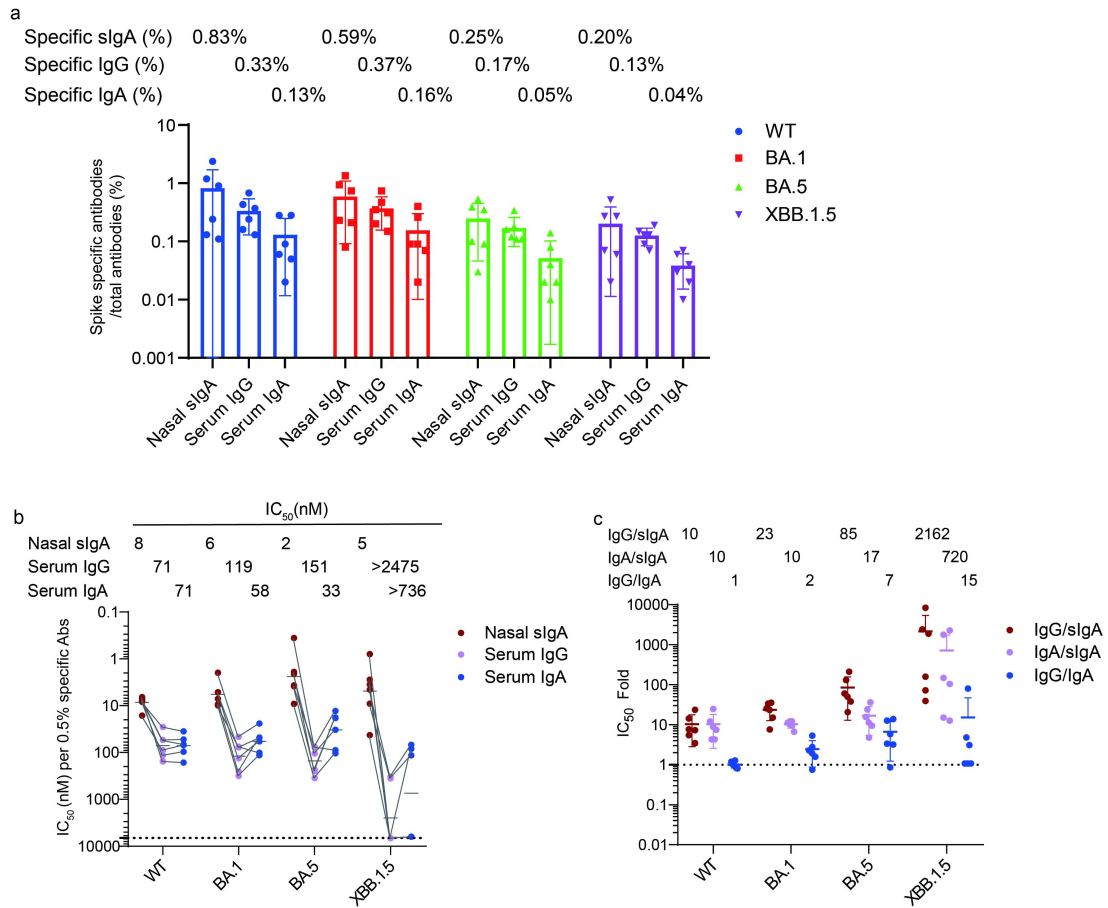 a
Specific sIgA (%) 0.83% 0.59% 0.25% 0.20%
Specific IgG (%) 0.33% 0.37% 0.17% 0.13%
Specific IgA (%) 0.13% 0.16% 0.05% 0.04%
Spike specific antibodies
/total antibodies (%)
10
1
0.1
0.01
0.001
Nasal sIgA
Serum IgG
Serum IgA
Nasal sIgA
Serum IgG
Serum IgA
Nasal sIgA
Serum IgG
Serum IgA
Nasal sIgA
Serum IgG
Serum IgA
WT
BA.1
BA.5
XBB.1.5
b
IC50(nM)
Nasal sIgA 8 6 2 5
Serum IgG 71 119 151 >2475
Serum IgA 71 58 33 >736
IC50 (nM) per 0.5% specific Abs
0.1
1
10
100
1000
10000
WT
BA.1
BA.5
XBB.1.5
Nasal sIgA
Serum IgG
Serum IgA
c
IgG/sIgA 10 23 85 2162
IgA/sIgA 10 10 17 720
IgG/IgA 1 2 7 15
IC50 Fold
10000
1000
100
10
1
0.1
0.01
WT
BA.1
BA.5
XBB.1.5
IgG/sIgA
IgA/sIgA
IgG/IgA